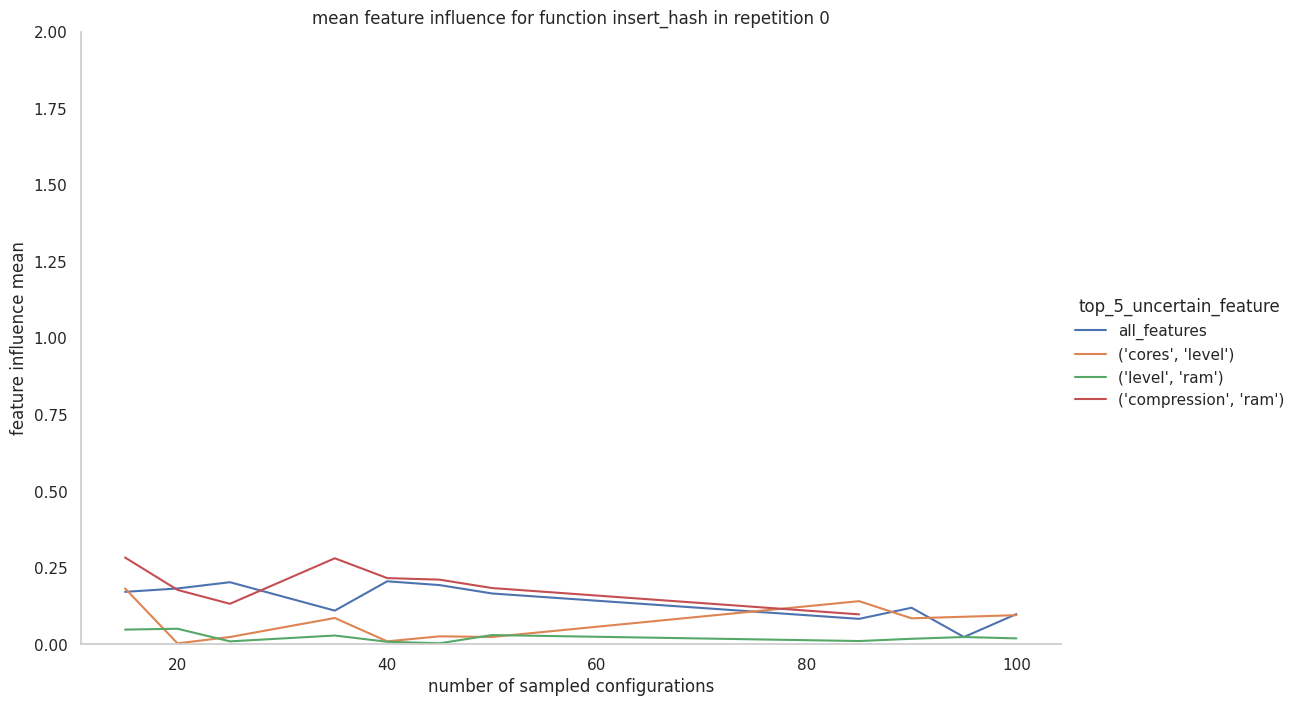 mean feature influence for function insert_hash in repetition 0
2.00
1.75
1.50
1.25
1.00
0.75
0.50
0.25
0.00
feature influence mean
20
40
60
80
100
number of sampled configurations
top_5_uncertain_feature
all_features
('cores', 'level')
('level', 'ram')
('compression', 'ram')